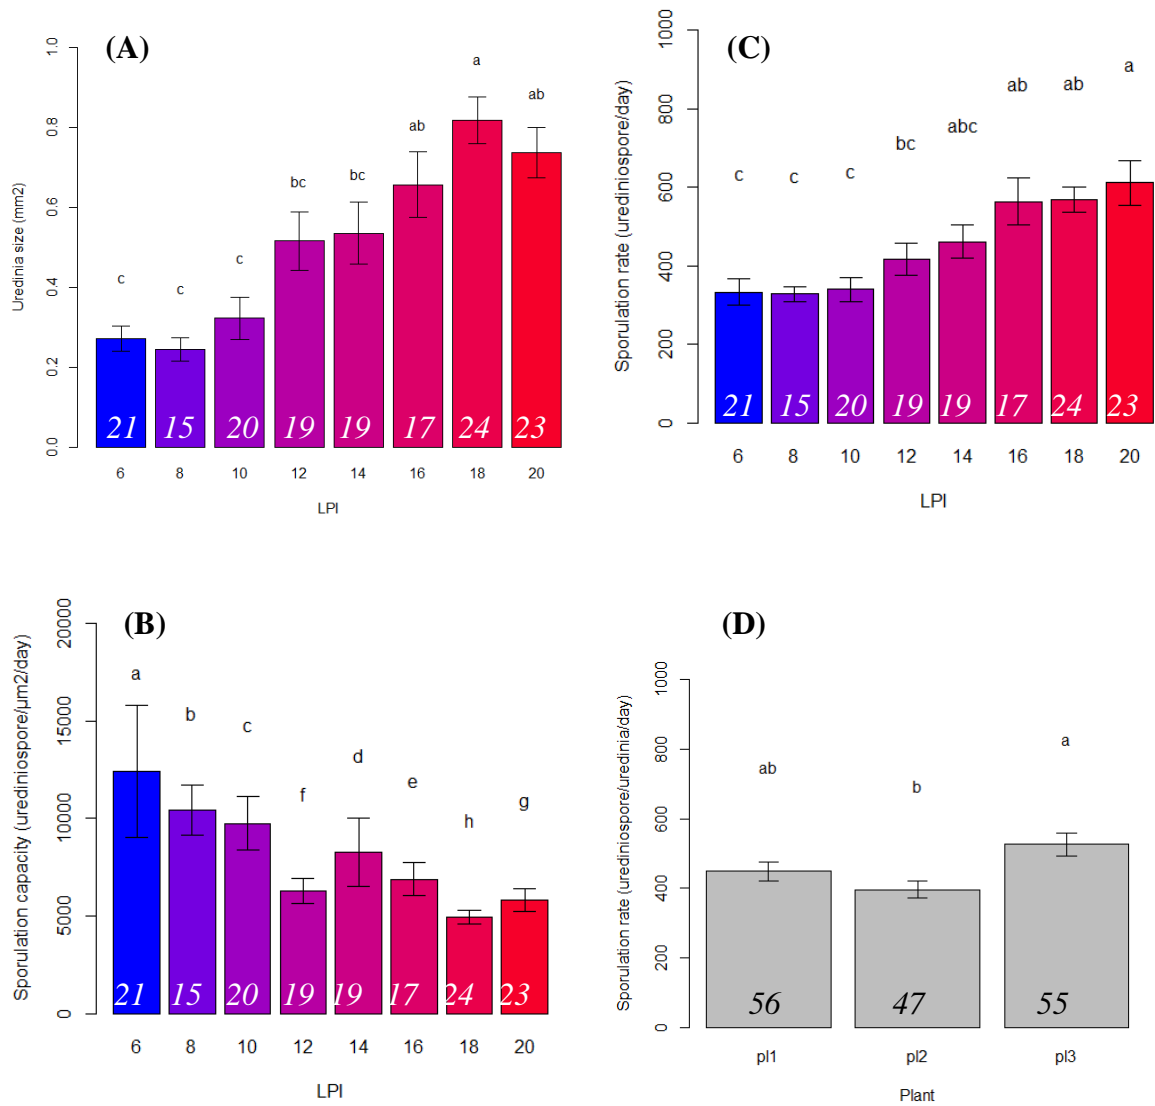 (A)
Uredinia size (mm2)
1.0
0.8
0.6
0.4
0.2
0.0
c
c
c
bc
bc
ab
a
ab
21
15
20
19
19
17
24
23
6
8
10
12
14
16
18
20
LPI
(C)
Sporulation rate (urediniospore/day)
1000
800
600
400
200
0
c
c
c
bc
abc
ab
ab
a
21
15
20
19
19
17
24
23
6
8
10
12
14
16
18
20
LPI
(B)
Sporulation capacity (urediniospore/µm2/day)
20000
15000
10000
5000
0
a
b
c
f
d
e
h
g
21
15
20
19
19
17
24
23
6
8
10
12
14
16
18
20
LPI
(D)
Sporulation rate (urediniospore/uredinia/day)
1000
800
600
400
200
0
ab
b
a
56
47
55
pl1
pl2
pl3
Plant